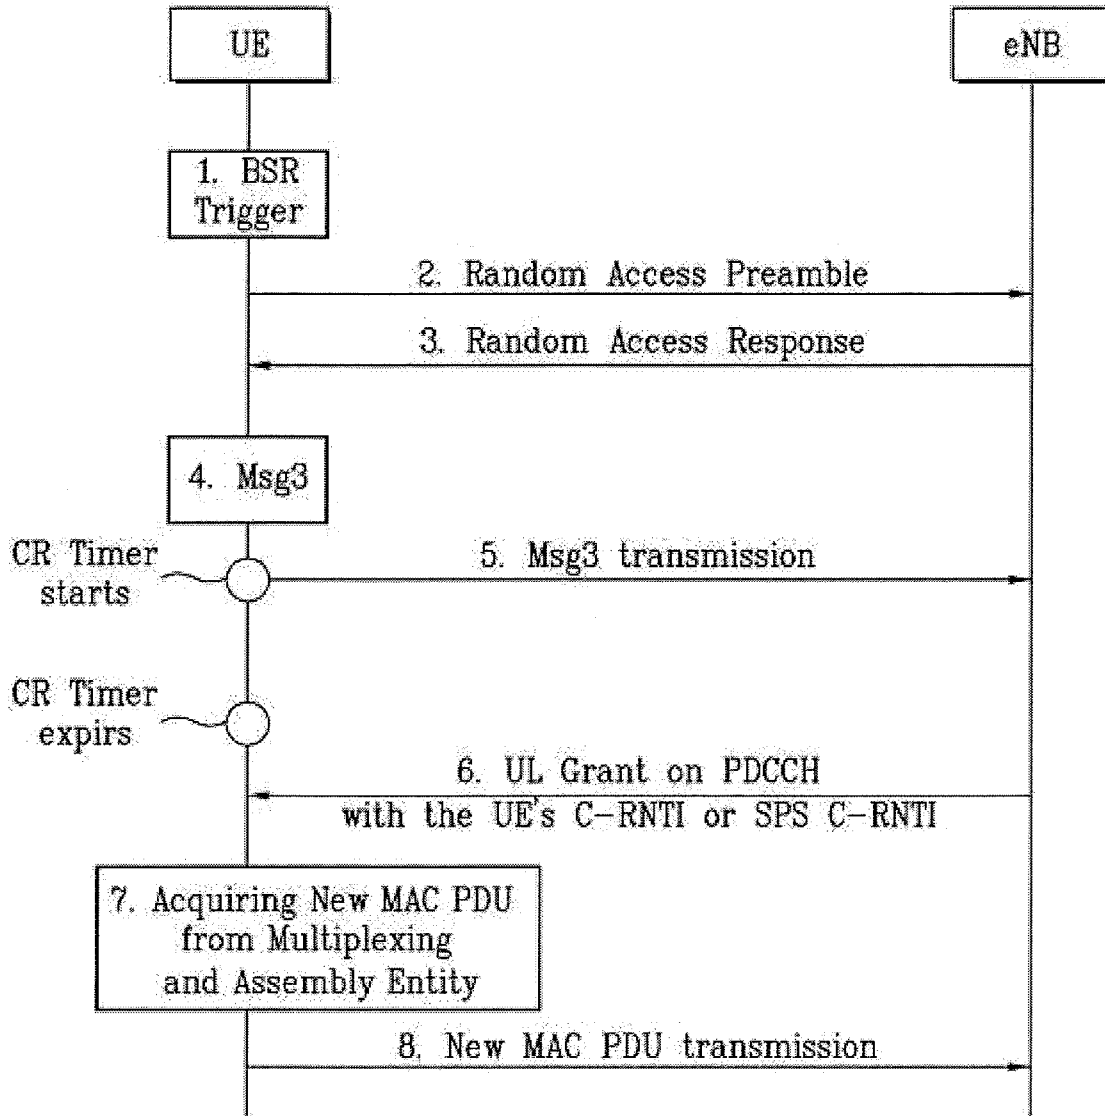 UE
eNB
1. BSR
Trigger
2. Random Access Preamble
3. Random Access Response
4. Msg3
CR Timer
starts
5. Msg3 transmission
CR Timer
expirs
6. UL Grant on PDCCH
with the UE's C-RNTI or SPS C-RNTI
7. Acquiring New MAC PDU
from Multiplexing
and Assembly Entity
8. New MAC PDU transmission